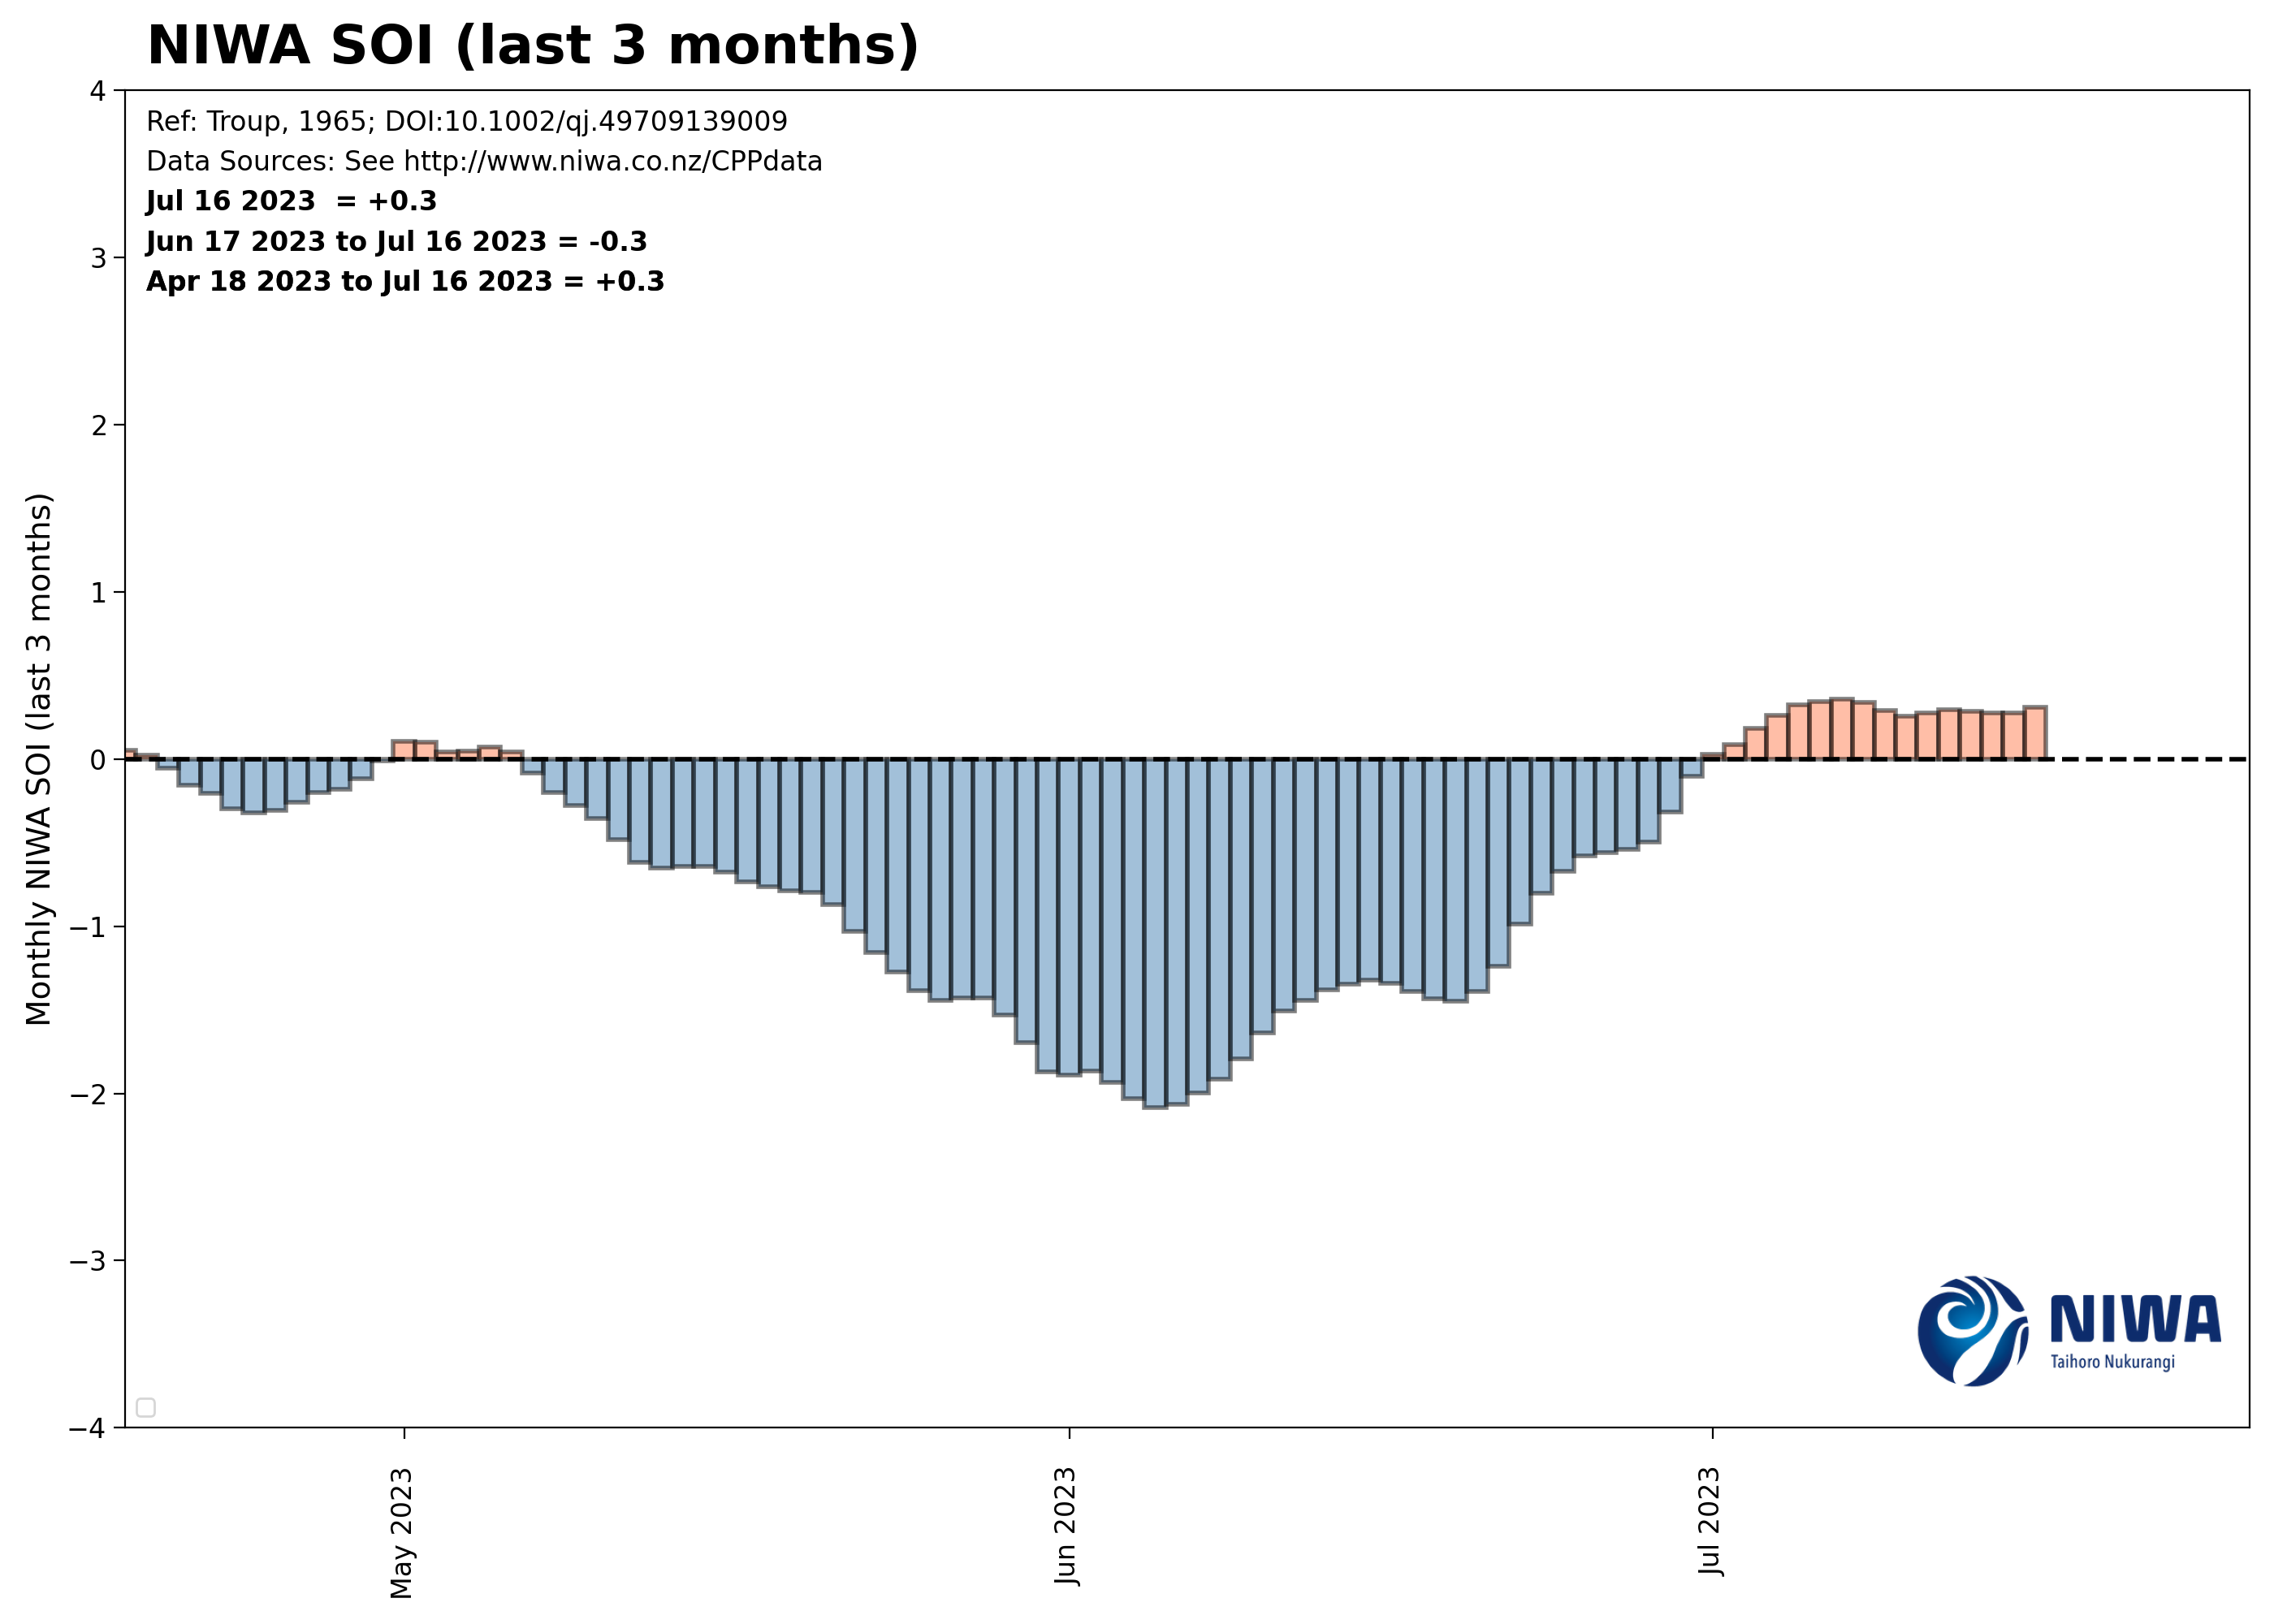 NIWA SOI (last 3 months)
Ref: Troup, 1965; DOI:10.1002/qj.49709139009
Data Sources: See http://www.niwa.co.nz/CPPdata
Jul 16 2023  = +0.3
Jun 17 2023 to Jul 16 2023 = -0.3
Apr 18 2023 to Jul 16 2023 = +0.3
Monthly NIWA SOI (last 3 months)
4
3
2
1
0
−1
−2
−3
−4
May 2023
Jun 2023
Jul 2023
NIWA
Taihoro Nukurangi